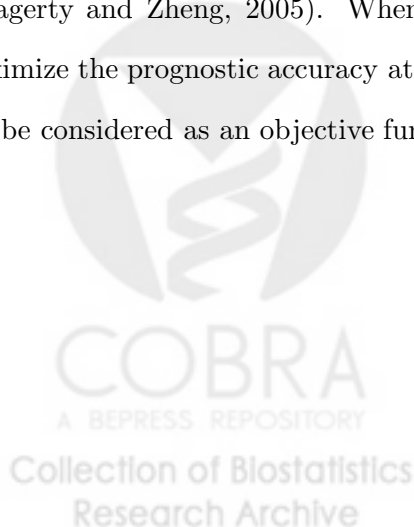 agerty and Zheng, 2005). When
ximize the prognostic accuracy at
be considered as an objective fun
COBRA
A BEPRESS REPOSITORY
Collection of Biostatistics
Research Archive